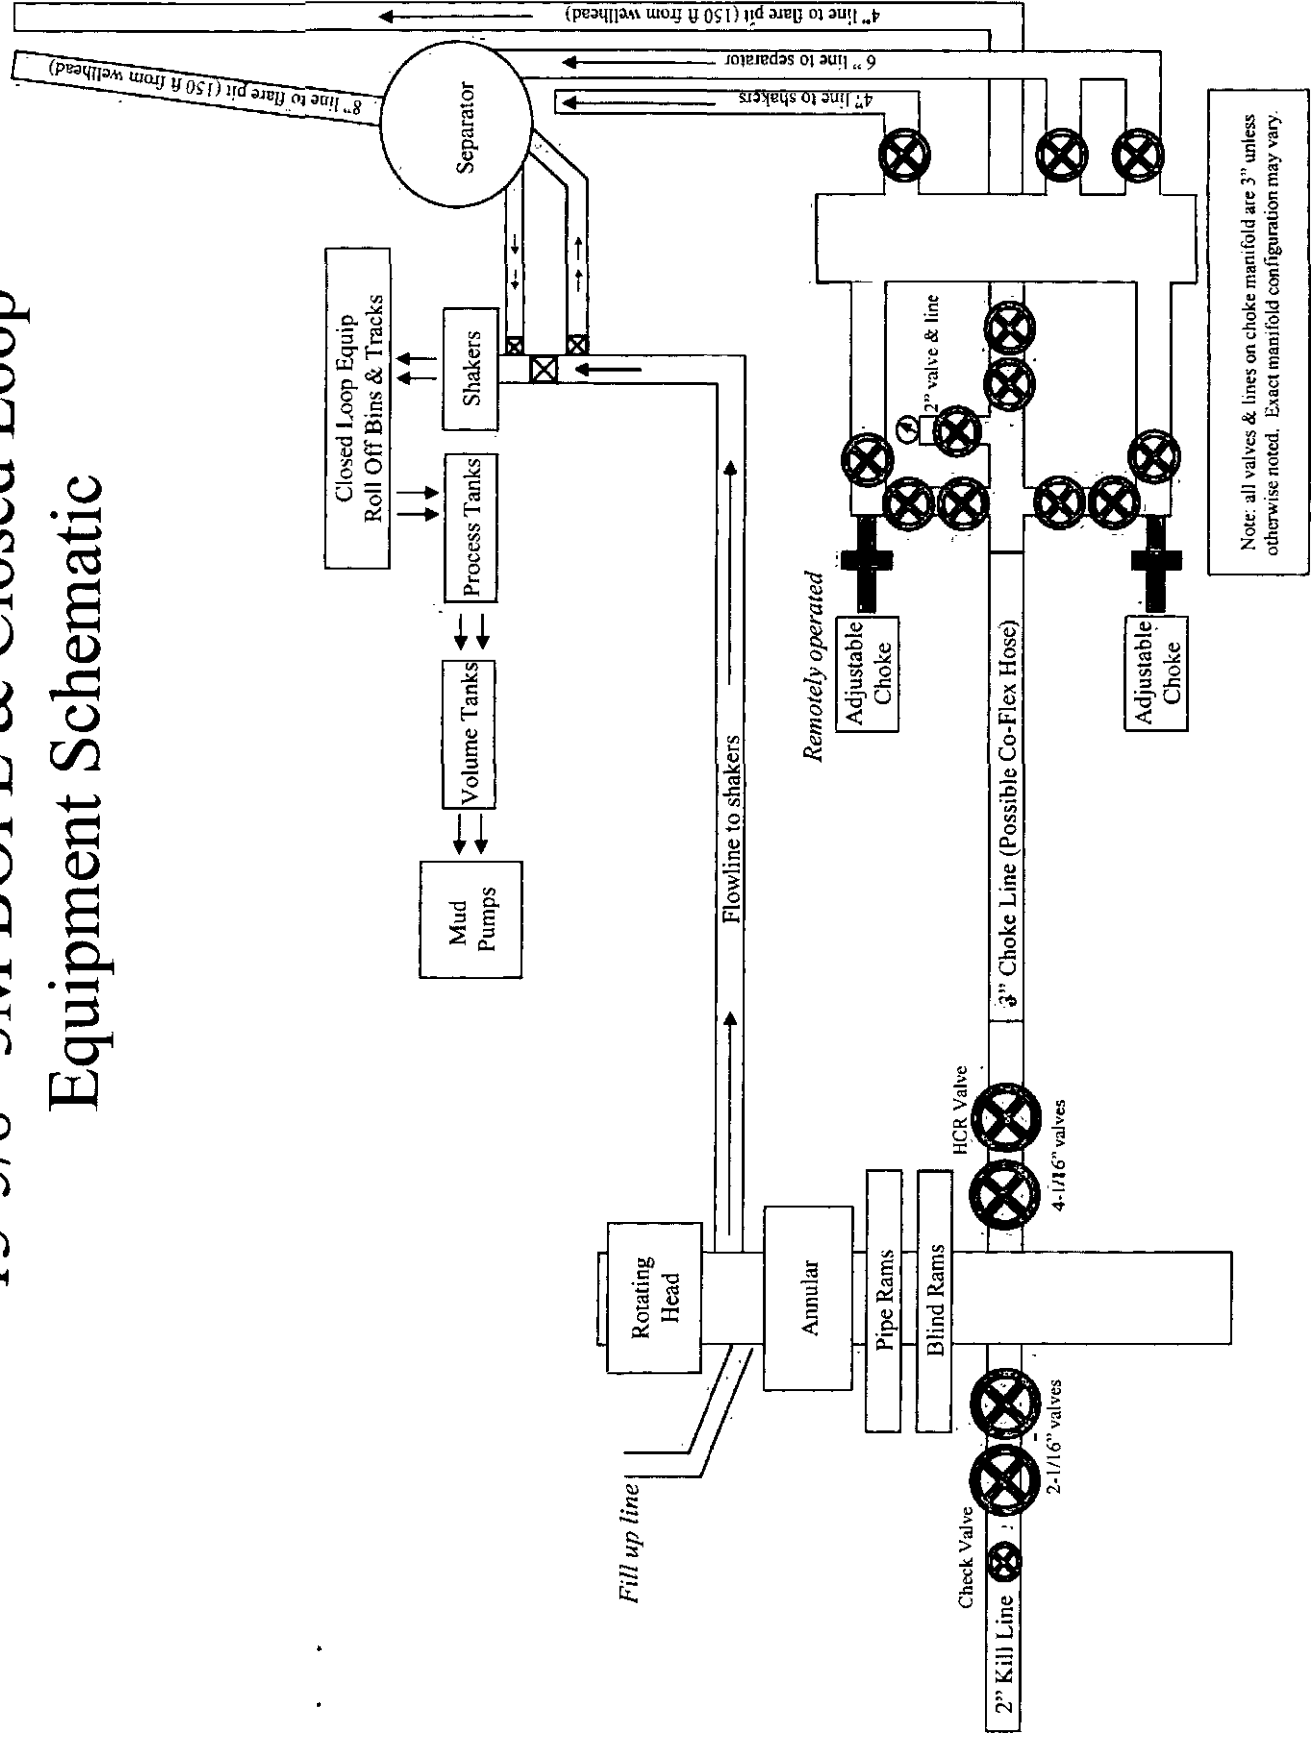 Equipment Schematic
4" line to flare pit (150 ft from wellhead)
8" line to flare pit (150 ft from wellhead)
6" line to separator
4" line to shakers
Separator
Closed Loop Equip
Roll Off Bins & Tracks
Shakers
Process Tanks
Volume Tanks
Mud
Pumps
Flowline to shakers
Fill up line
Rotating
Head
Annular
Pipe Rams
Blind Rams
Check Valve
2" Kill Line
2-1/16" valves
HCR Valve
4-1/16" valves
3" Choke Line (Possible Co-Flex Hose)
Remotely operated
Adjustable
Choke
2" valve & line
Adjustable
Choke
Note: all valves & lines on choke manifold are 3" unless
otherwise noted. Exact manifold configuration may vary.